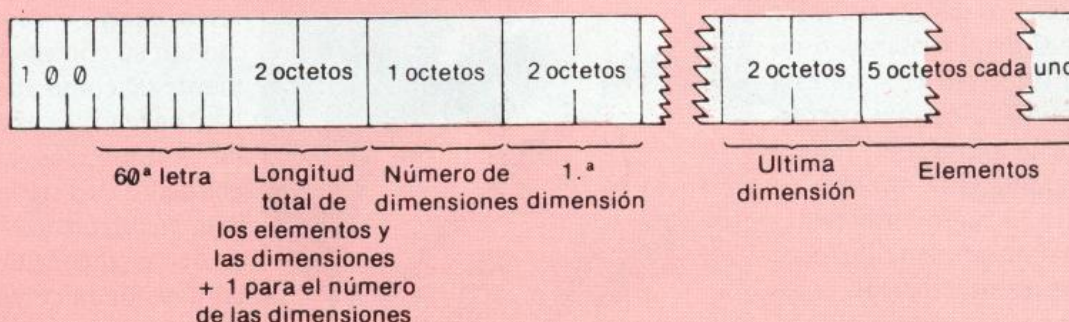 1 0 0 2 octetos 1 octetos 2 octetos 2 octetos 5 octetos cada uno
60ª letra Longitud Número de 1.ª Ultima Elementos
total de dimensiones dimensión dimensión
los elementos y
las dimensiones
+ 1 para el número
de las dimensiones